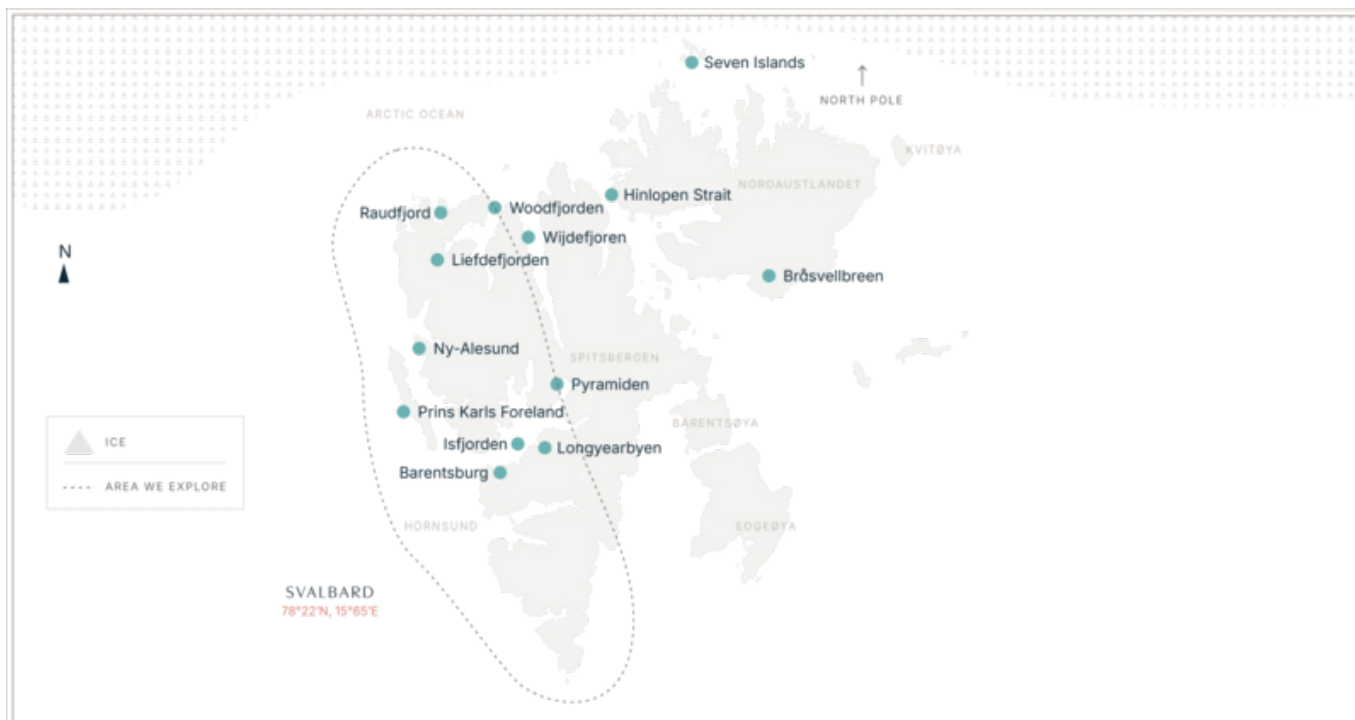 Seven Islands
NORTH POLE
ARCTIC OCEAN
KVITØYA
NORDAUSTLANDET
Hinlopen Strait
Raudfjord
Woodfjorden
Wijdefjoren
N
Liefdefjorden
Bråsvellbreen
Ny-Alesund
SPITSBERGEN
Pyramiden
Prins Karls Foreland
BARENTSØYA
ICE
Isfjorden
Longyearbyen
Barentsburg
AREA WE EXPLORE
HORNSUND
EDGEØYA
SVALBARD
78°22'N, 15°65'E